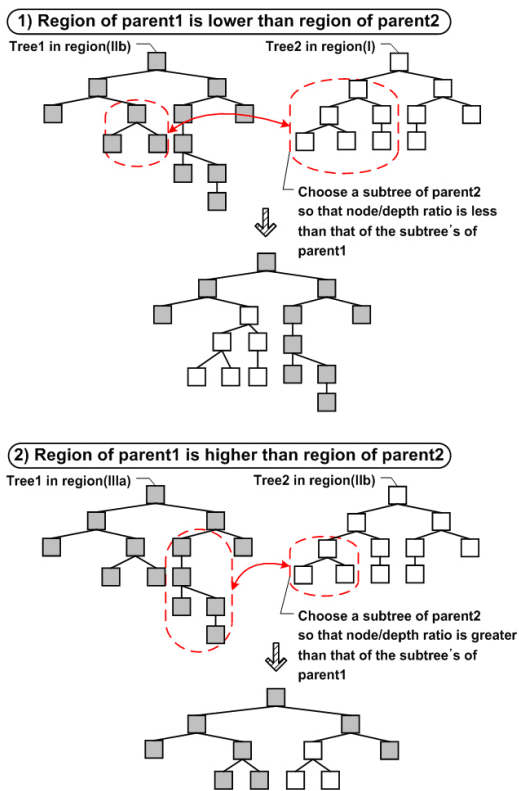 1) Region of parent1 is lower than region of parent2
Tree1 in region(IIb)
Tree2 in region(I)
Choose a subtree of parent2
so that node/depth ratio is less
than that of the subtree's of
parent1
2) Region of parent1 is higher than region of parent2
Tree1 in region(IIIa)
Tree2 in region(IIb)
Choose a subtree of parent2
so that node/depth ratio is greater
than that of the subtree's of
parent1